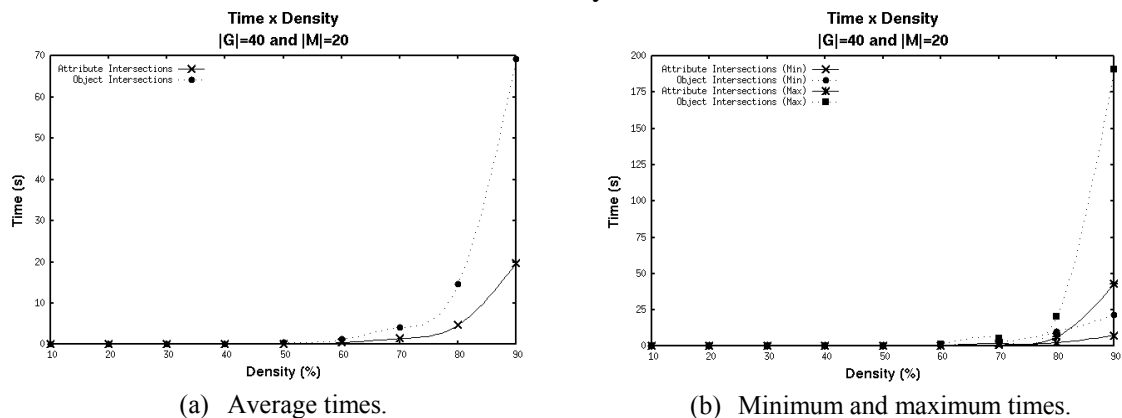 Time x Density
|G|=40 and |M|=20
Attribute Intersections
Object Intersections
70
60
50
40
30
20
10
0
Time (s)
10 20 30 40 50 60 70 80 90
Density (%)
(a) Average times.
Time x Density
|G|=40 and |M|=20
Attribute Intersections (Min)
Object Intersections (Min)
Attribute Intersections (Max)
Object Intersections (Max)
200
175
150
125
100
75
50
25
0
Time (s)
10 20 30 40 50 60 70 80 90
Density (%)
(b) Minimum and maximum times.